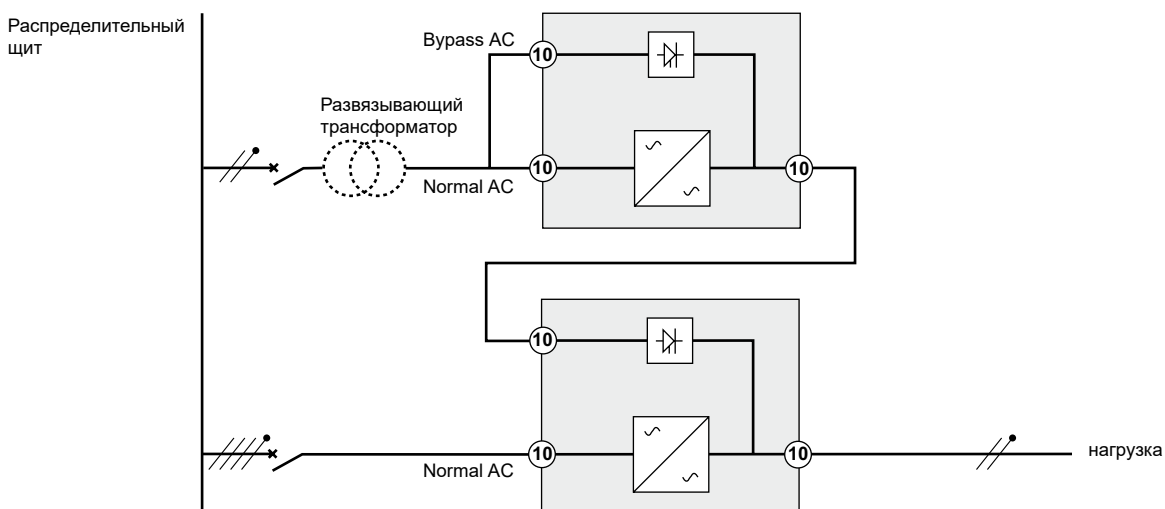 Распределительный
щит
Bypass AC
10
Развязывающий
трансформатор
10
10
Normal AC
10
10
10
нагрузка
Normal AC